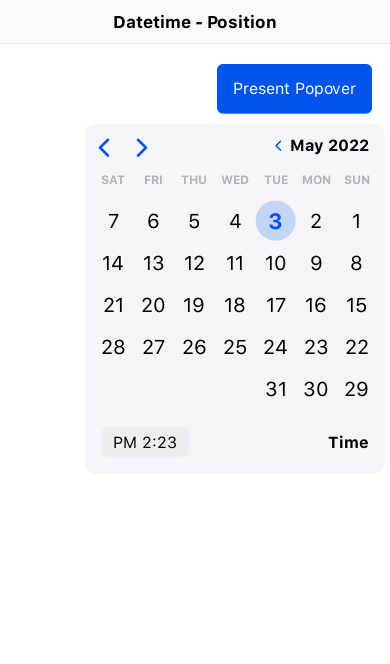 Datetime - Position
Present Popover
May 2022
SAT FRI THU WED TUE MON SUN
7 6 5 4 3 2 1
14 13 12 11 10 9 8
21 20 19 18 17 16 15
28 27 26 25 24 23 22
31 30 29
PM 2:23 Time